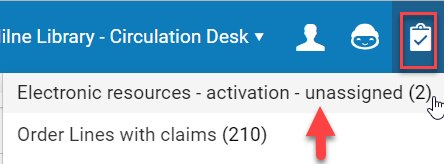 ilne Library - Circulation Desk
Electronic resources - activation - unassigned (2)
Order Lines with claims (210)